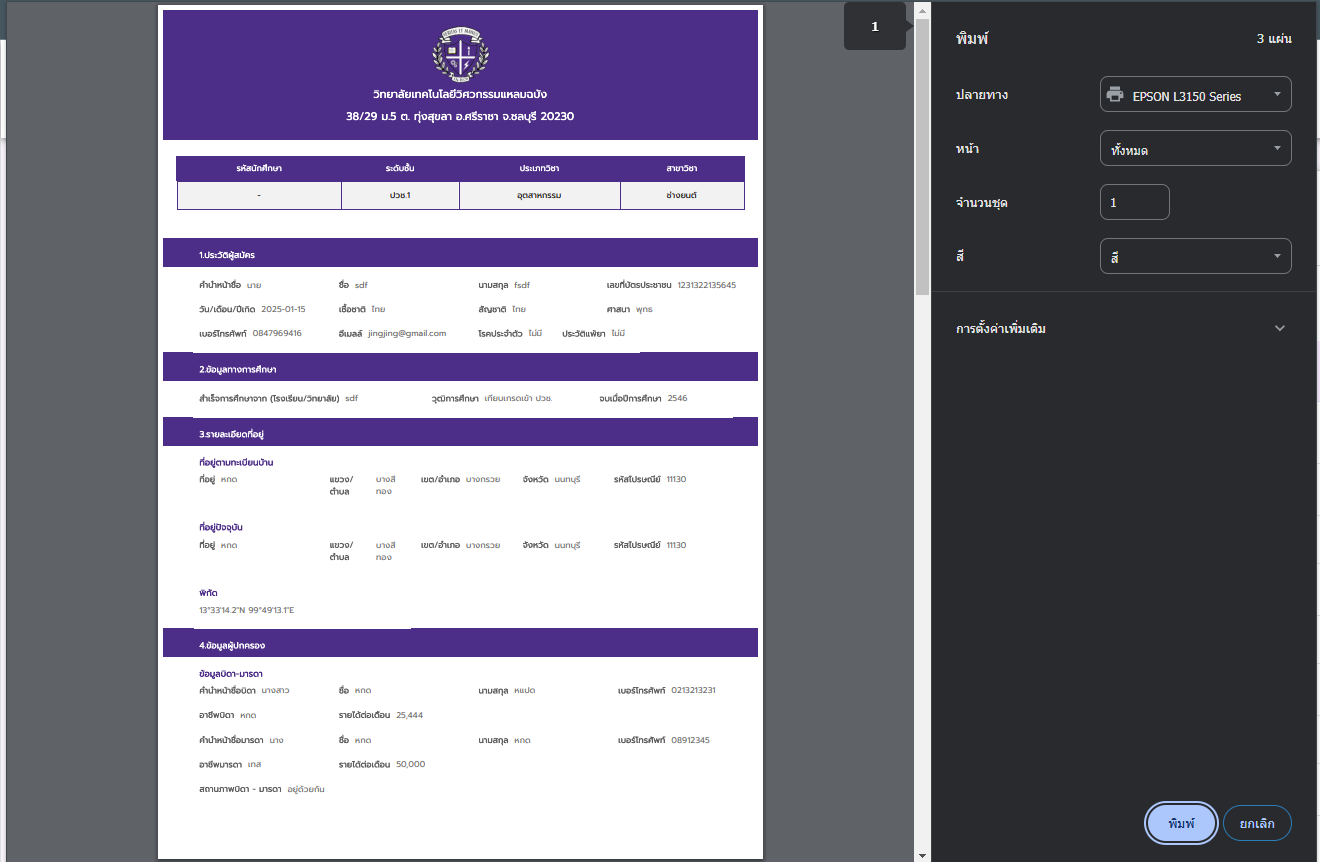 1
วิทยาลัยเทคโนโลยีวิศวกรรมแหลมฉบัง
38/29 ม.5 ต. ทุ่งสุขลา อ.ศรีราชา จ.ชลบุรี 20230
รหัสนักศึกษา ระดับชั้น ประเภทวิชา สาขาวิชา
- ปวช.1 อุตสาหกรรม ช่างยนต์
1.ประวัติผู้สมัคร
คำนำหน้าชื่อ นาย ชื่อ sdf นามสกุล fsdf เลขที่บัตรประชาชน 1231322135645
วัน/เดือน/ปีเกิด 2025-01-15 เชื้อชาติ ไทย สัญชาติ ไทย ศาสนา พุทธ
เบอร์โทรศัพท์ 0847969416 อีเมลล์ jingjing@gmail.com โรคประจำตัว ไม่มี ประวัติแพ้ยา ไม่มี
2.ข้อมูลทางการศึกษา
สำเร็จการศึกษาจาก (โรงเรียน/วิทยาลัย) sdf วุฒิการศึกษา เทียบเกรดเข้า ปวช. จบเมื่อปีการศึกษา 2546
3.รายละเอียดที่อยู่
ที่อยู่ตามทะเบียนบ้าน
ที่อยู่ หกด แขวง/ตำบล บางสีทอง เขต/อำเภอ บางกรวย จังหวัด นนทบุรี รหัสไปรษณีย์ 11130
ที่อยู่ปัจจุบัน
ที่อยู่ หกด แขวง/ตำบล บางสีทอง เขต/อำเภอ บางกรวย จังหวัด นนทบุรี รหัสไปรษณีย์ 11130
พิกัด
13°33'14.2"N 99°49'13.1"E
4.ข้อมูลผู้ปกครอง
ข้อมูลบิดา-มารดา
คำนำหน้าชื่อบิดา นางสาว ชื่อ หกด นามสกุล หแปด เบอร์โทรศัพท์ 0213213231
อาชีพบิดา หกด รายได้ต่อเดือน 25,444
คำนำหน้าชื่อมารดา นาง ชื่อ หกด นามสกุล หกด เบอร์โทรศัพท์ 08912345
อาชีพมารดา เทส รายได้ต่อเดือน 50,000
สถานภาพบิดา - มารดา อยู่ด้วยกัน
พิมพ์ 3 แผ่น
ปลายทาง EPSON L3150 Series
หน้า ทั้งหมด
จำนวนชุด 1
สี สี
การตั้งค่าเพิ่มเติม
พิมพ์ ยกเลิก